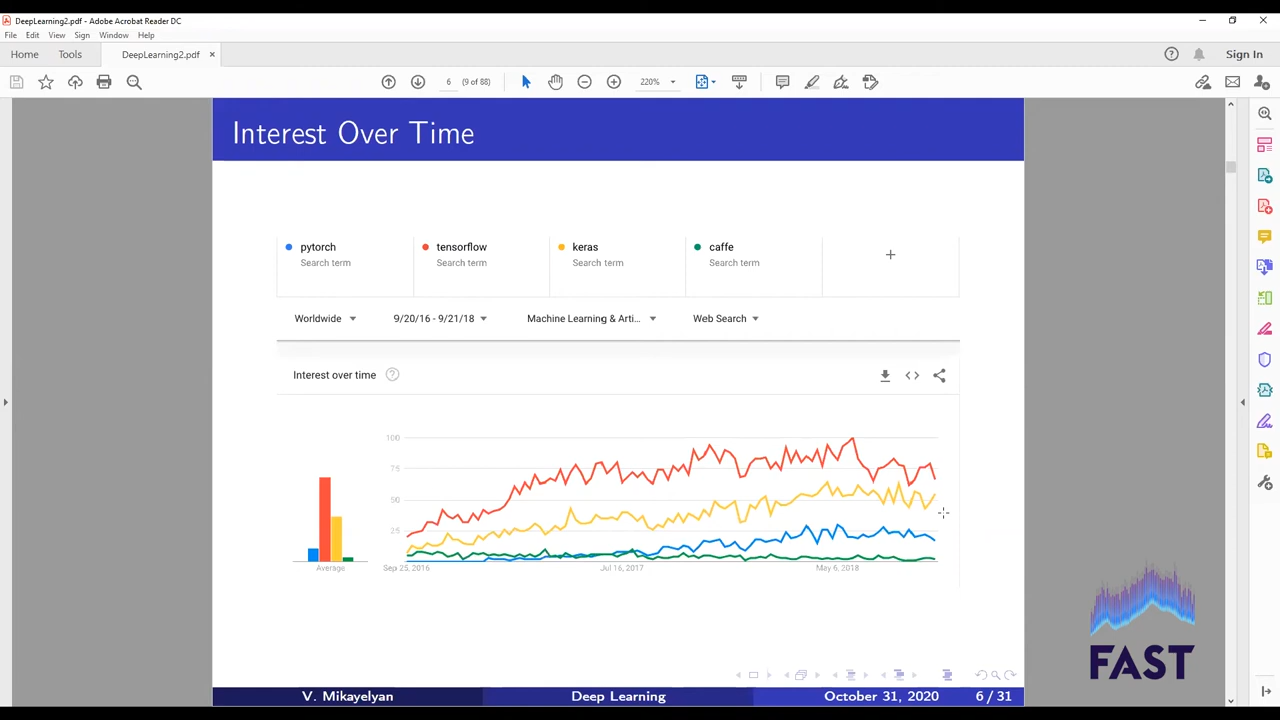 DeepLearning2.pdf - Adobe Acrobat Reader DC
File Edit View Sign Window Help
Home Tools DeepLearning2.pdf × Sign In
6 (9 of 88) 220%
Interest Over Time
pytorch tensorflow keras caffe +
Search term Search term Search term Search term
Worldwide 9/20/16 - 9/21/18 Machine Learning & Arti... Web Search
Interest over time ?
100
75
50
25
Average Sep 25, 2016 Jul 16, 2017 May 6, 2018
FAST
V. Mikayelyan Deep Learning October 31, 2020 6 / 31